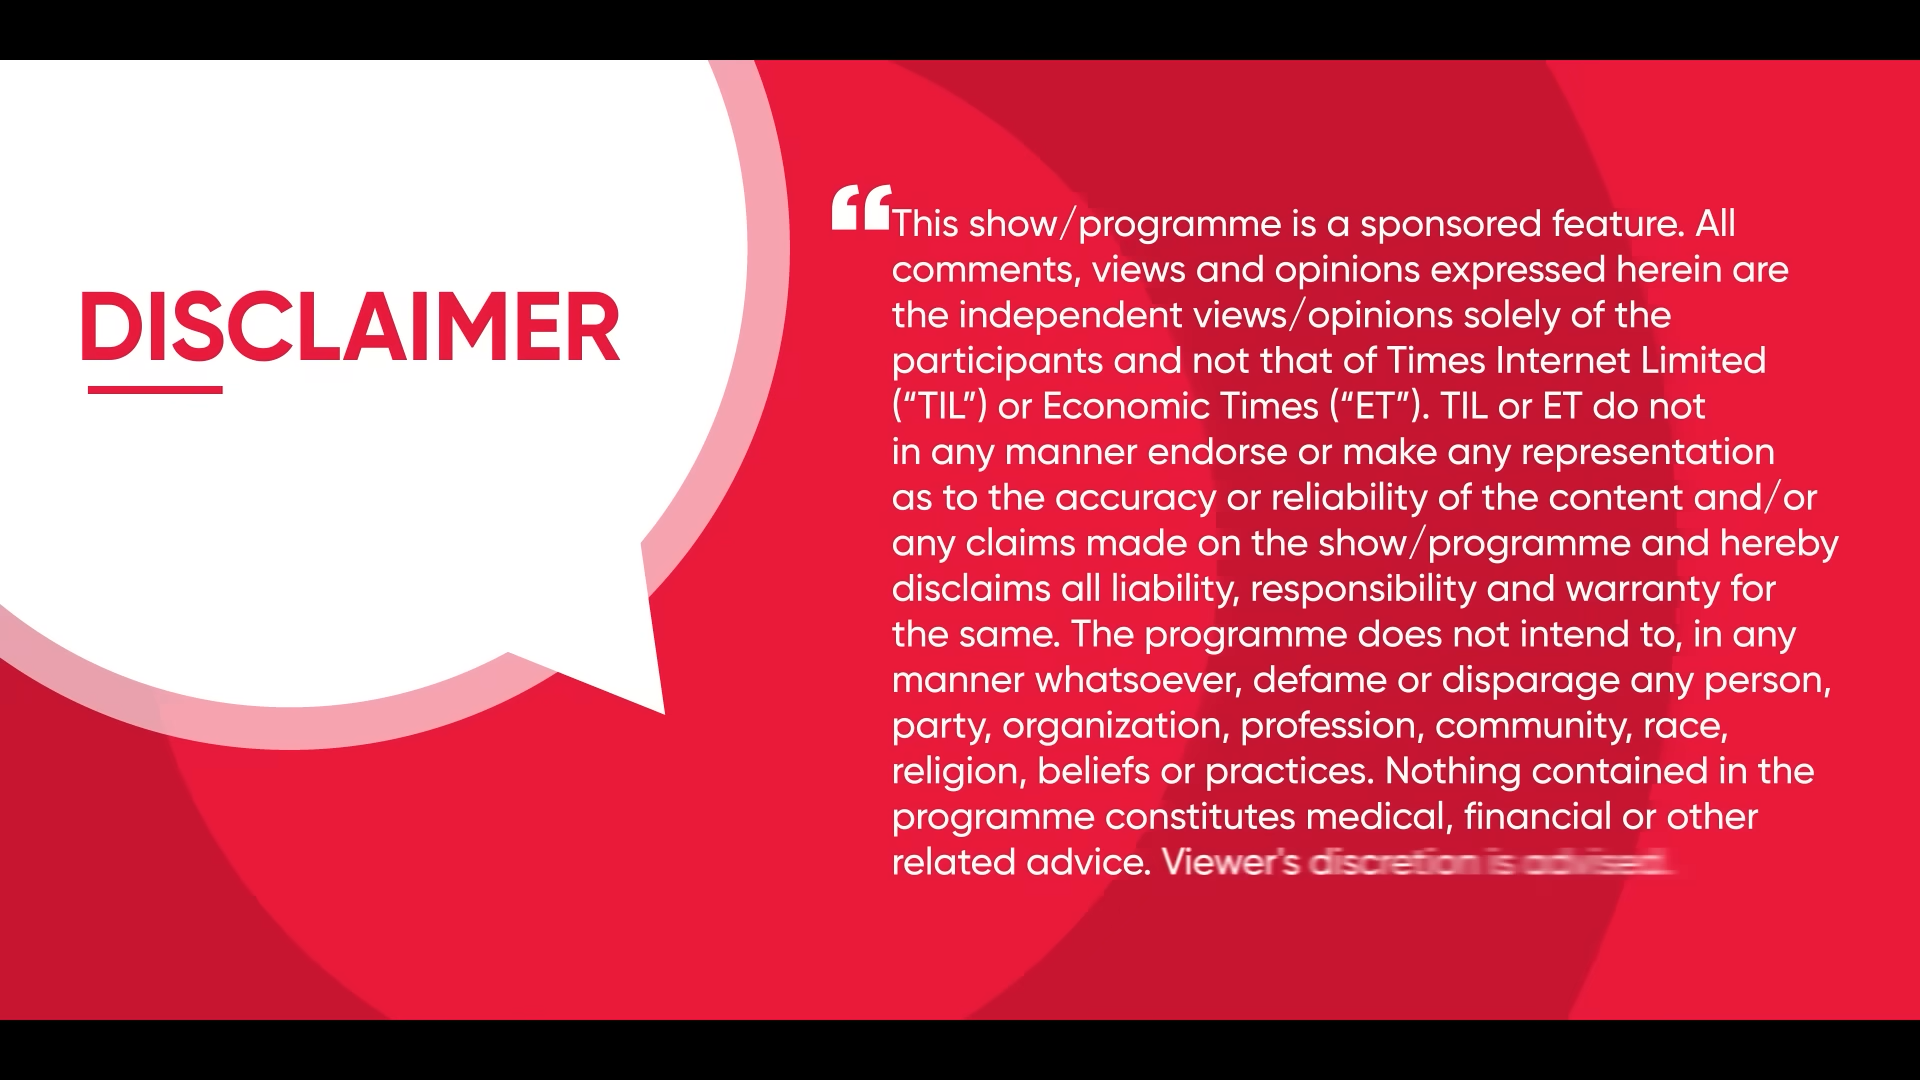 DISCLAIMER
“This show/programme is a sponsored feature. All
comments, views and opinions expressed herein are
the independent views/opinions solely of the
participants and not that of Times Internet Limited
(“TIL”) or Economic Times (“ET”). TIL or ET do not
in any manner endorse or make any representation
as to the accuracy or reliability of the content and/or
any claims made on the show/programme and hereby
disclaims all liability, responsibility and warranty for
the same. The programme does not intend to, in any
manner whatsoever, defame or disparage any person,
party, organization, profession, community, race,
religion, beliefs or practices. Nothing contained in the
programme constitutes medical, financial or other
related advice. Viewer's discretion is advised.